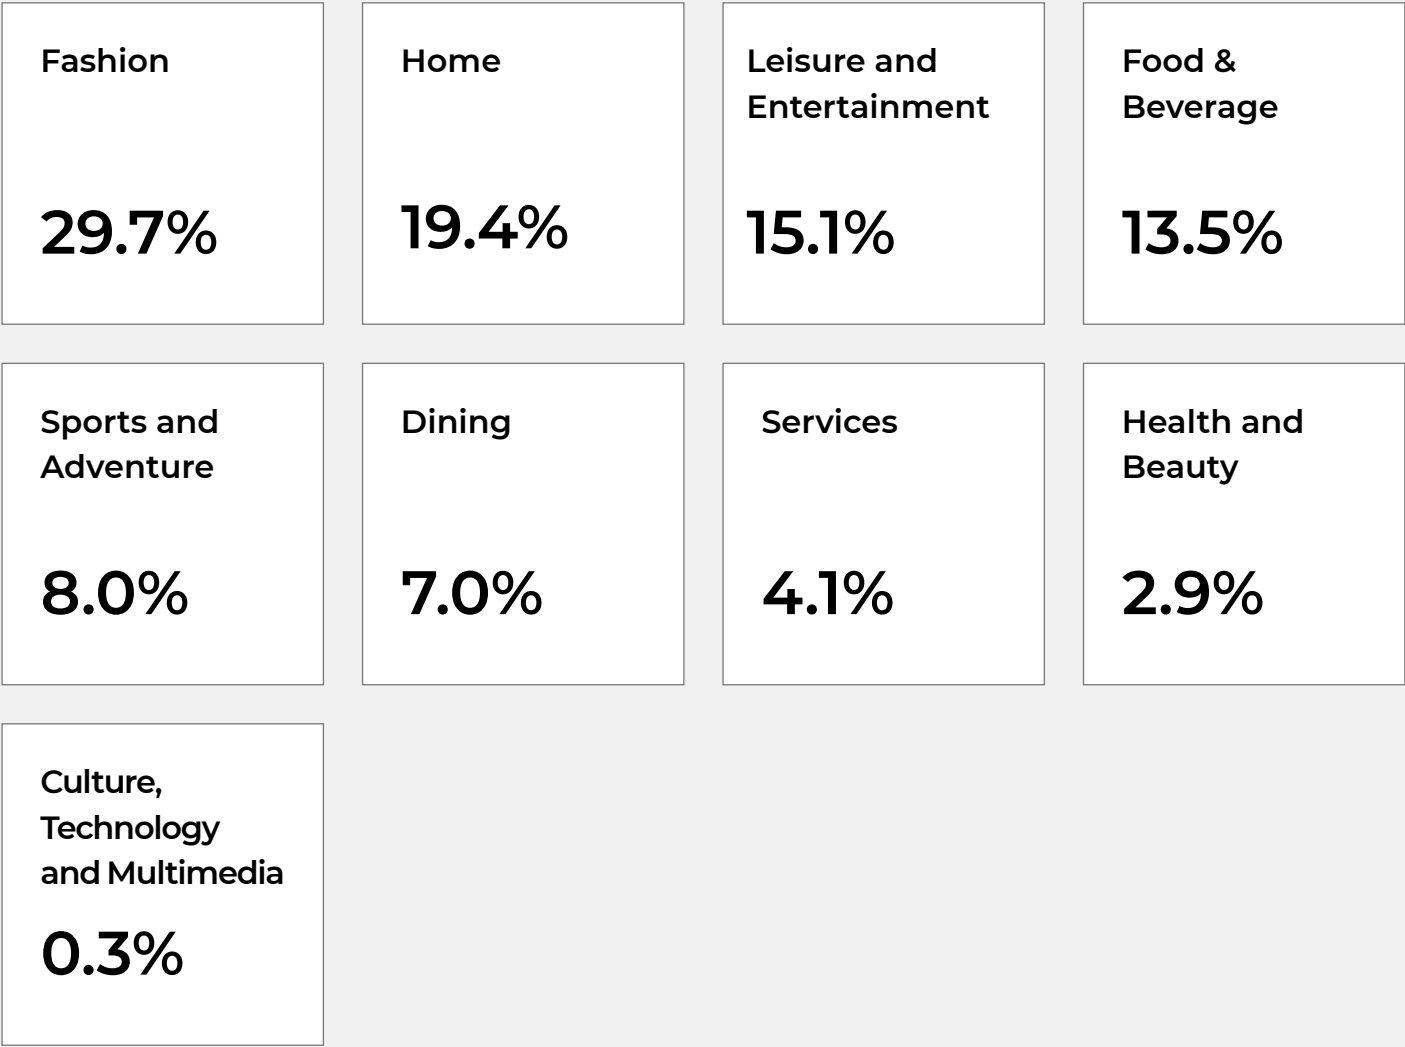 Fashion
29.7%
Home
19.4%
Leisure and
Entertainment
15.1%
Food &
Beverage
13.5%
Sports and
Adventure
8.0%
Dining
7.0%
Services
4.1%
Health and
Beauty
2.9%
Culture,
Technology
and Multimedia
0.3%